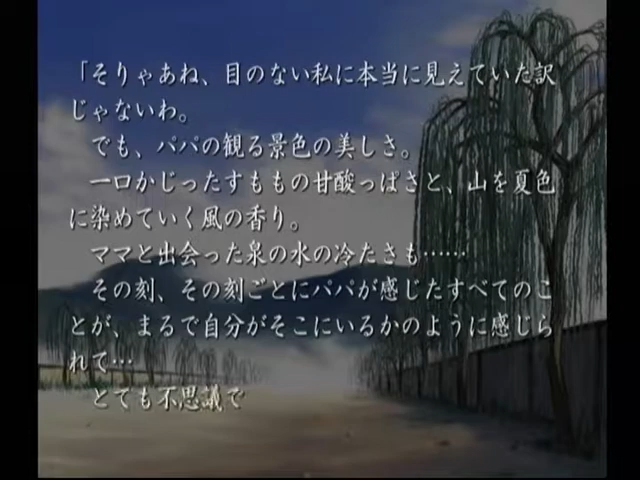 「そりゃあね、目のない私に本当に見えていた訳
じゃないわ。
でも、パパの観る景色の美しさ。
一口かじったすももの甘酸っぱさと、山を夏色
に染めていく風の香り。
ママと出会った泉の水の冷たさも……
その刻、その刻ごとにパパが感じたすべてのこ
とが、まるで自分がそこにいるかのように感じら
れて…
とても不思議で